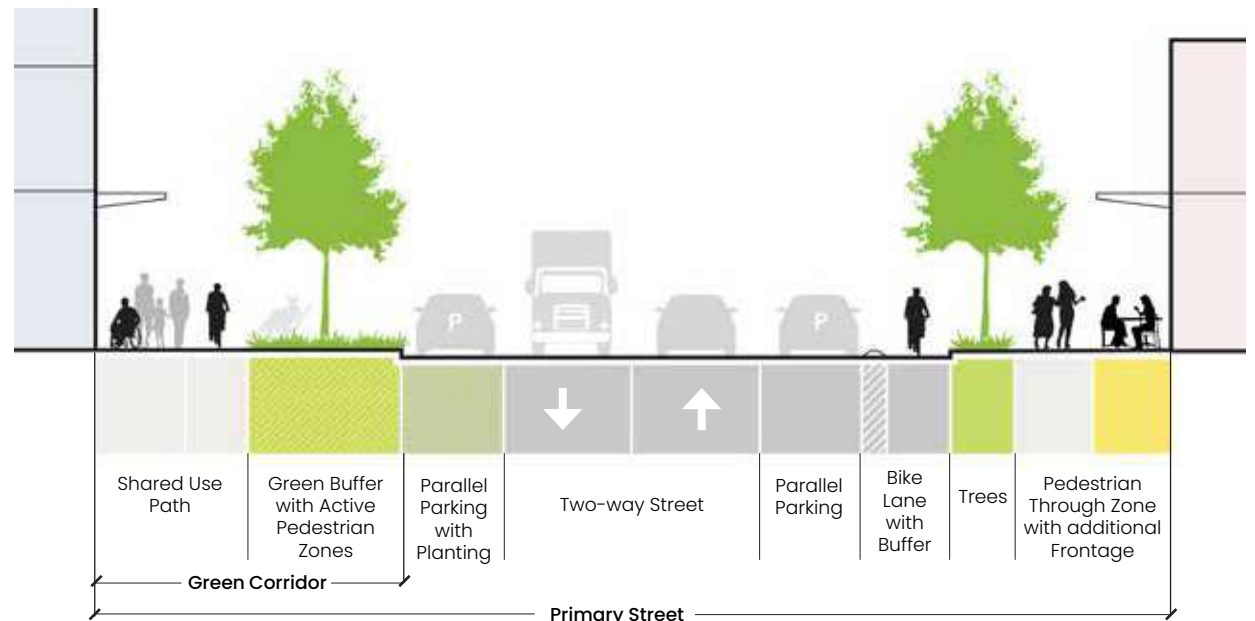 P
P
Shared Use
Path
Green Buffer
with Active
Pedestrian
Zones
Parallel
Parking
with
Planting
Two-way Street
Parallel
Parking
Bike
Lane
with
Buffer
Trees
Pedestrian
Through Zone
with additional
Frontage
Green Corridor
Primary Street